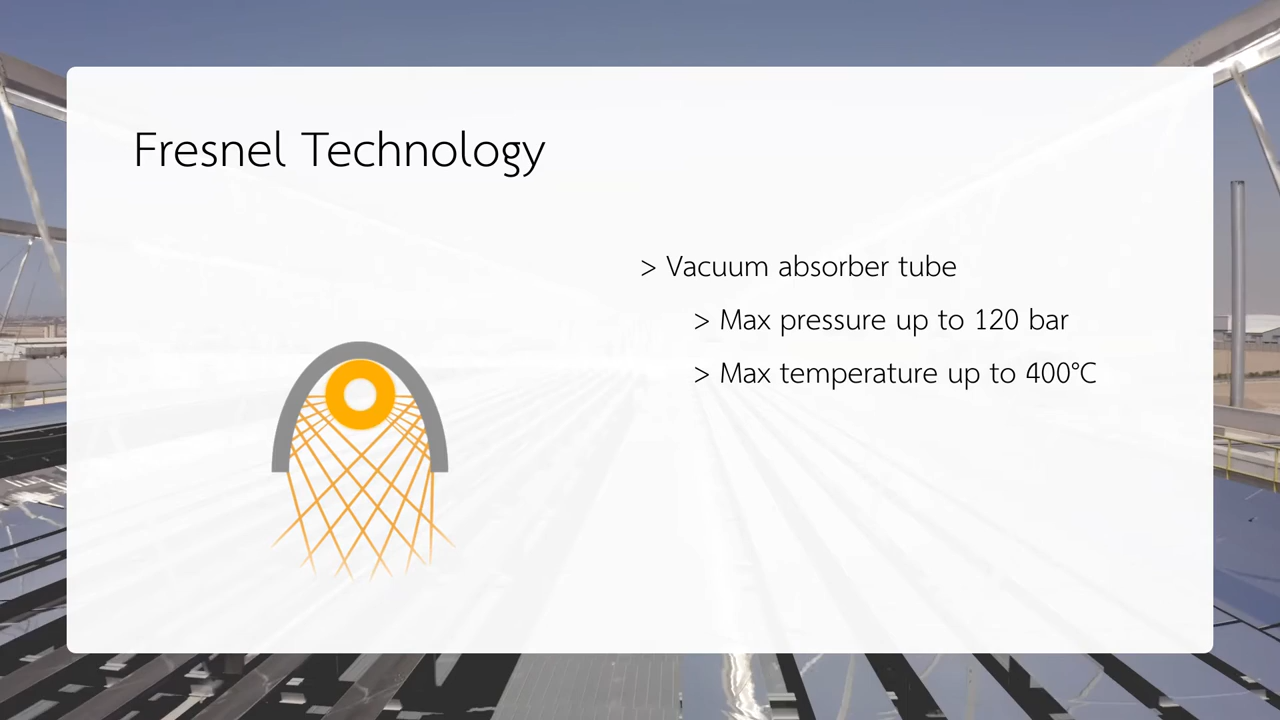 Fresnel Technology
> Vacuum absorber tube
> Max pressure up to 120 bar
> Max temperature up to 400°C